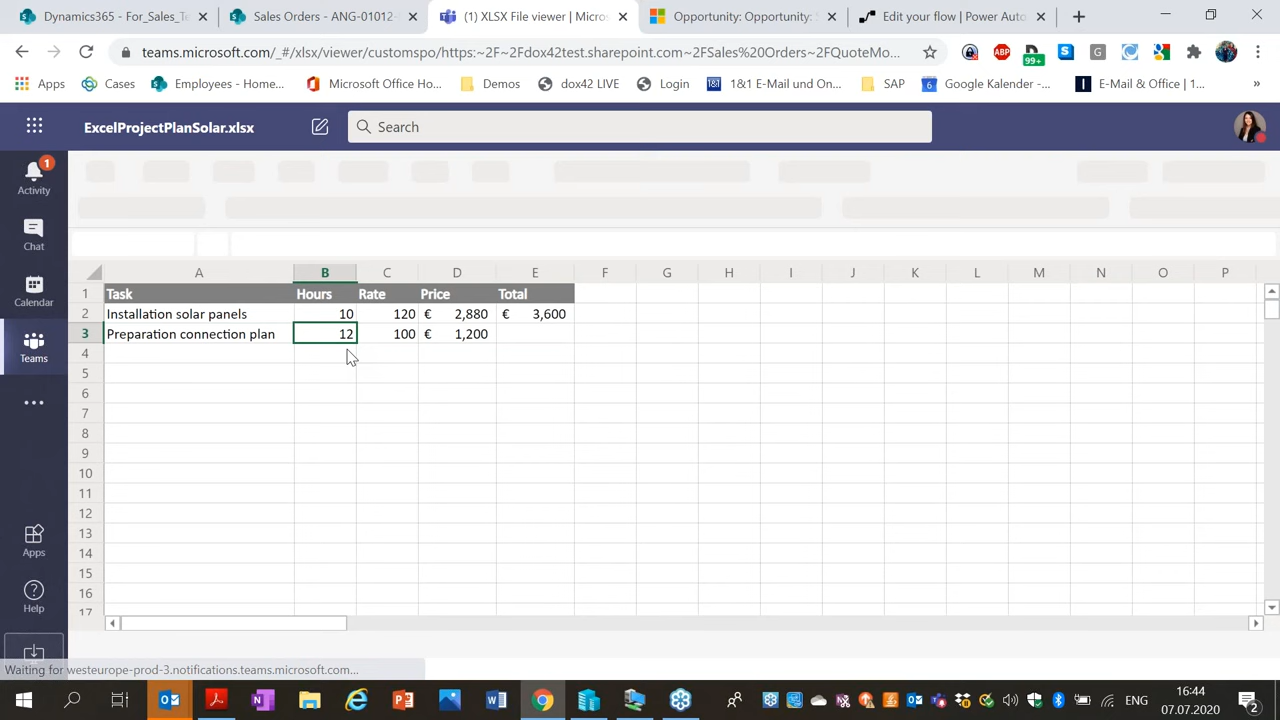 Dynamics365 - For_Sales_Te
Sales Orders - ANG-01012-
(1) XLSX File viewer | Micros
Opportunity: Opportunity: S
Edit your flow | Power Auto
teams.microsoft.com/_#/xlsx/viewer/customspo/https:~2F~2Fdox42test.sharepoint.com~2FSales%20Orders~2FQuoteMo...
ABP
99+
Apps
Cases
Employees - Home...
Microsoft Office Ho...
Demos
dox42 LIVE
Login
1&1 E-Mail und On...
SAP
Google Kalender -...
E-Mail & Office | 1...
»
ExcelProjectPlanSolar.xlsx
Search
1
Activity
Chat
Calendar
Teams
Apps
Help
A B C D E F G H I J K L M N O P
1 Task Hours Rate Price Total
2 Installation solar panels 10 120 € 2,880 € 3,600
3 Preparation connection plan 12 100 € 1,200
4
5
6
7
8
9
10
11
12
13
14
15
16
17
Waiting for westeurope-prod-3.notifications.teams.microsoft.com...
ENG
16:44
07.07.2020
2